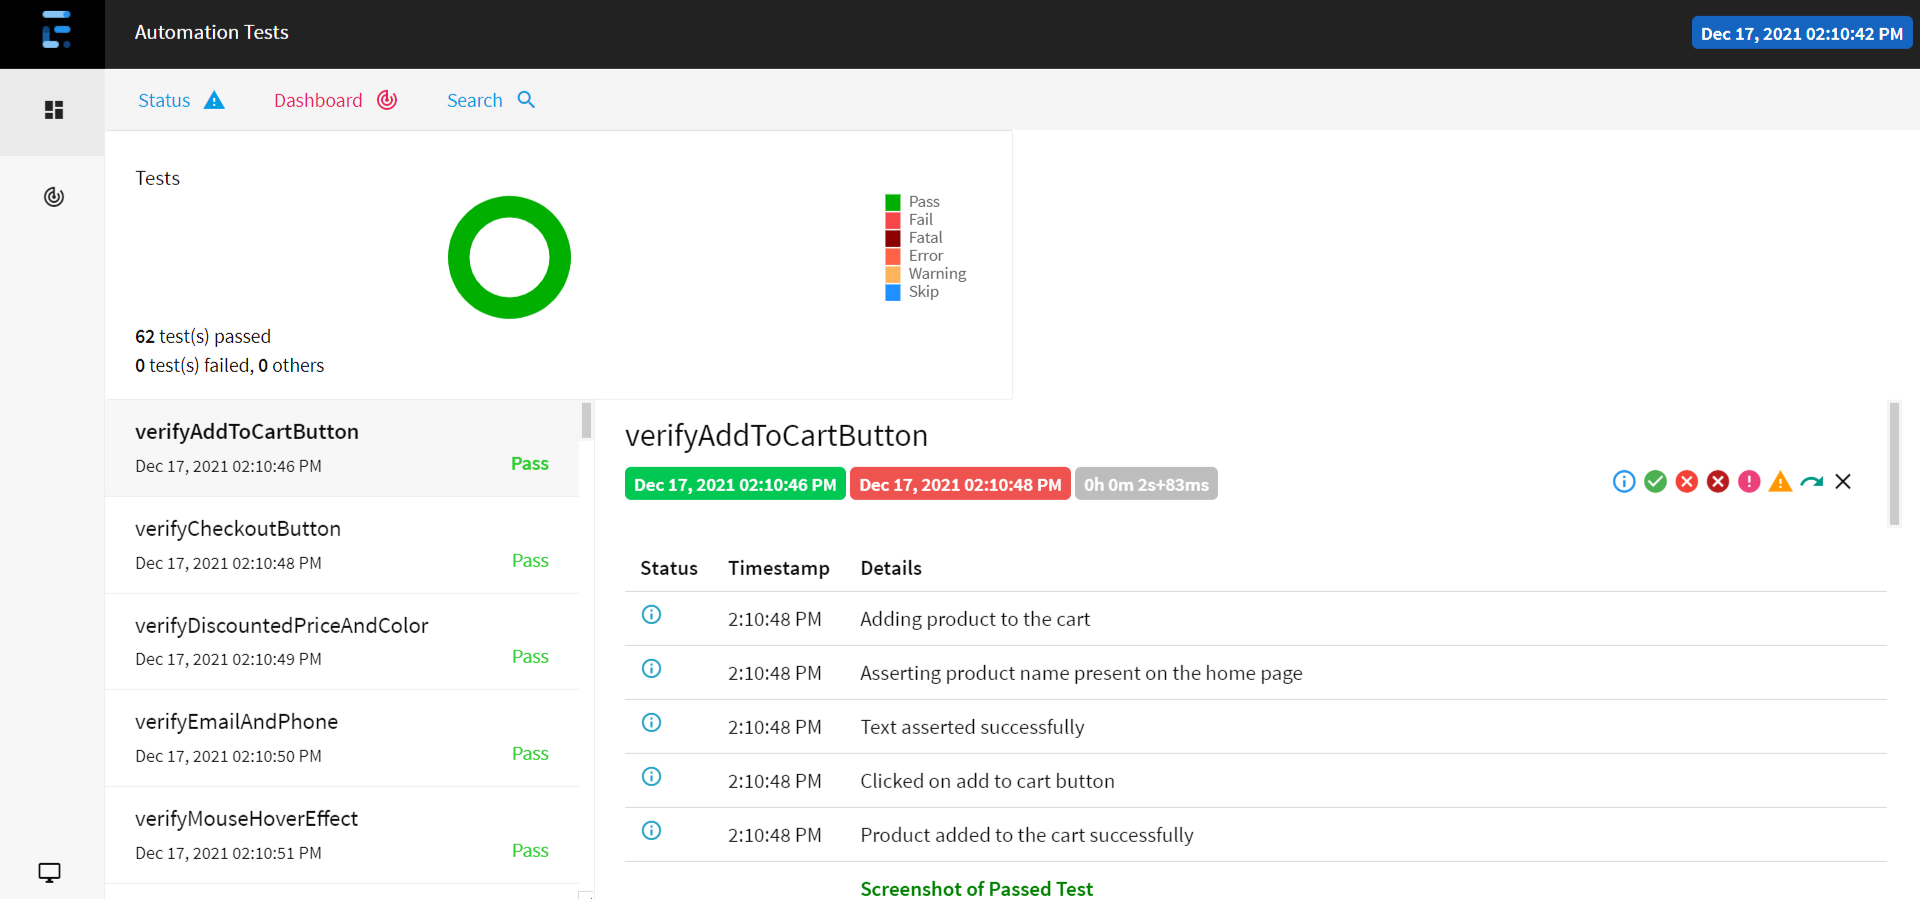 Automation Tests
Dec 17, 2021 02:10:42 PM
Status
Dashboard
Search
Tests
Pass
Fail
Fatal
Error
Warning
Skip
62 test(s) passed
0 test(s) failed, 0 others
verifyAddToCartButton
Dec 17, 2021 02:10:46 PM
Pass
verifyCheckoutButton
Dec 17, 2021 02:10:48 PM
Pass
verifyDiscountedPriceAndColor
Dec 17, 2021 02:10:49 PM
Pass
verifyEmailAndPhone
Dec 17, 2021 02:10:50 PM
Pass
verifyMouseHoverEffect
Dec 17, 2021 02:10:51 PM
Pass
verifyAddToCartButton
Dec 17, 2021 02:10:46 PM Dec 17, 2021 02:10:48 PM 0h 0m 2s+83ms
Status Timestamp Details
2:10:48 PM Adding product to the cart
2:10:48 PM Asserting product name present on the home page
2:10:48 PM Text asserted successfully
2:10:48 PM Clicked on add to cart button
2:10:48 PM Product added to the cart successfully
Screenshot of Passed Test